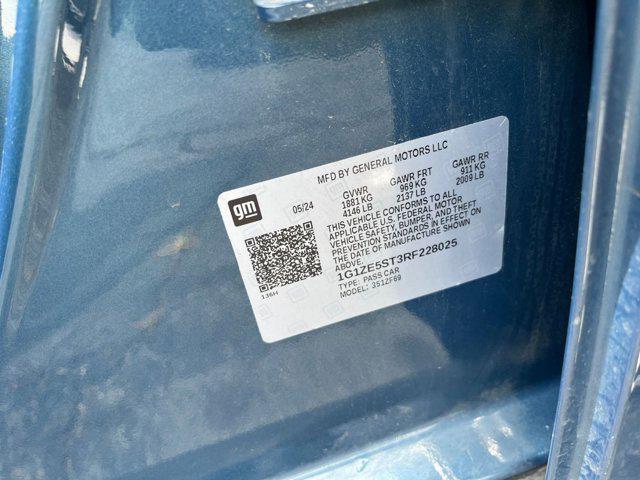 MFD BY GENERAL MOTORS LLC
gm
05/24
GVWR
1881 KG
4146 LB
GAWR FRT
969 KG
2137 LB
GAWR RR
911 KG
2009 LB
THIS VEHICLE CONFORMS TO ALL
APPLICABLE U.S. FEDERAL MOTOR
VEHICLE SAFETY, BUMPER, AND THEFT
PREVENTION STANDARDS IN EFFECT ON
THE DATE OF MANUFACTURE SHOWN
ABOVE.
1G1ZE5ST3RF228025
TYPE: PASS CAR
MODEL: 3S1ZF69
136H